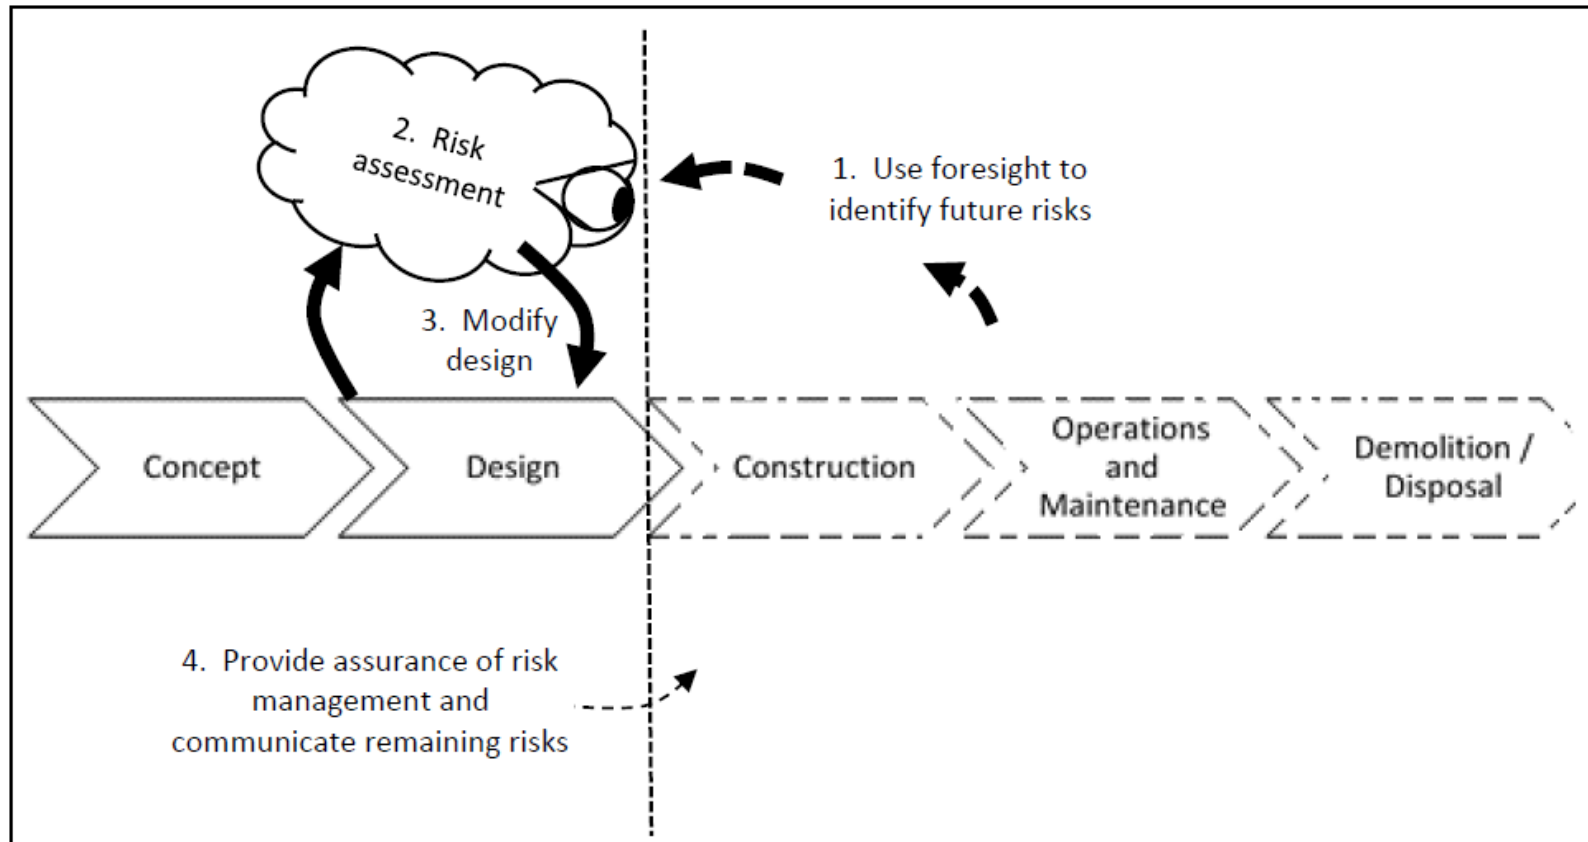 2.  Risk
assessment
1.  Use foresight to
identify future risks
3.  Modify
design
Concept
Design
Construction
Operations
and
Maintenance
Demolition /
Disposal
4.  Provide assurance of risk
management and
communicate remaining risks